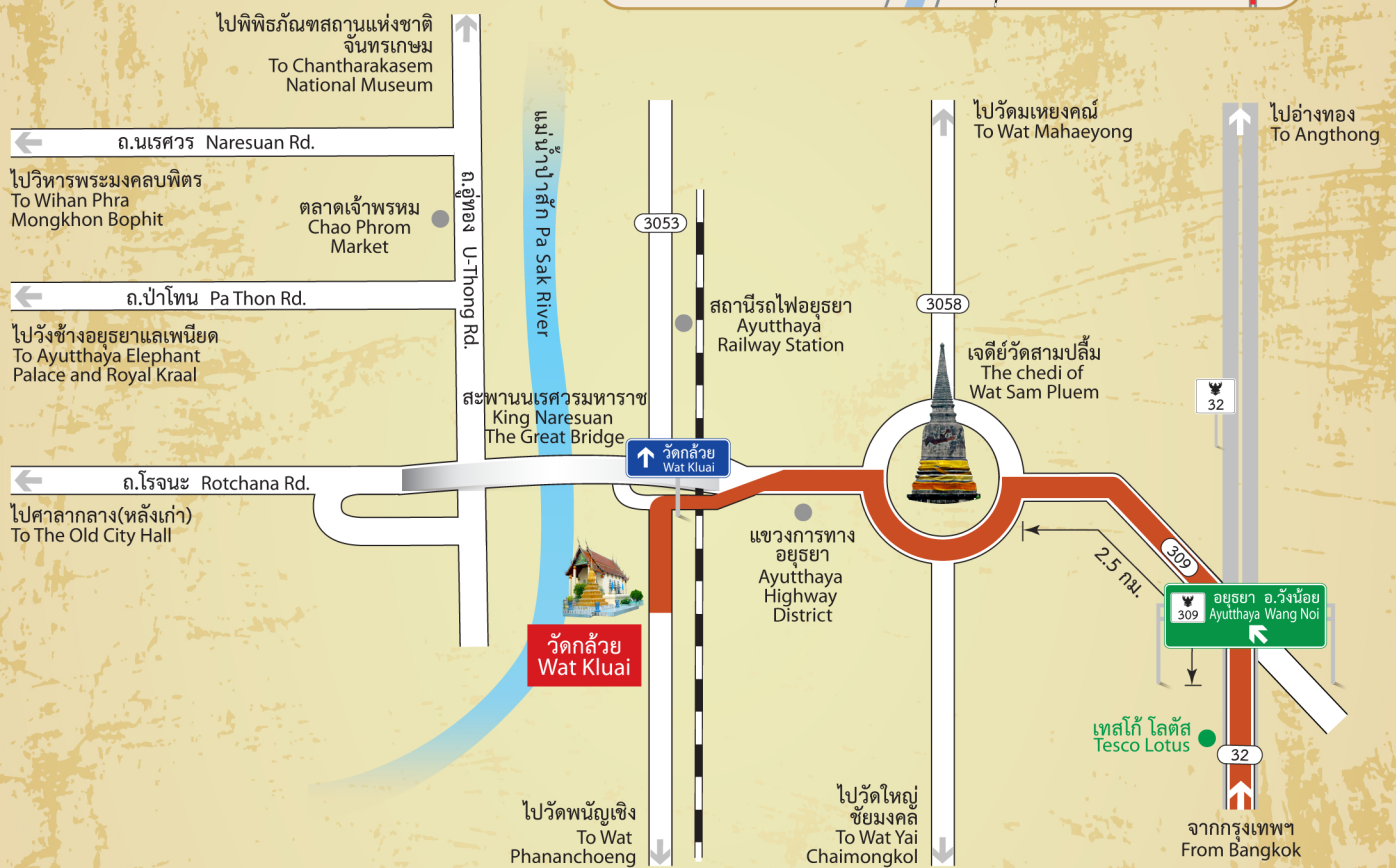 ไปพิพิธภัณฑสถานแห่งชาติ
จันทรเกษม
To Chantharakasem
National Museum
ถ.นเรศวร Naresuan Rd.
ไปวิหารพระมงคลบพิตร
To Wihan Phra
Mongkhon Bophit
ตลาดเจ้าพรหม
Chao Phrom
Market
ถ.อู่ทอง U-Thong Rd.
แม่น้ำป่าสัก Pa Sak River
ถ.ป่าโทน Pa Thon Rd.
ไปวังช้างอยุธยาแลเพนียด
To Ayutthaya Elephant
Palace and Royal Kraal
สะพานนเรศวรมหาราช
King Naresuan
The Great Bridge
ถ.โรจนะ Rotchana Rd.
ไปศาลากลาง(หลังเก่า)
To The Old City Hall
3053
สถานีรถไฟอยุธยา
Ayutthaya
Railway Station
วัดกล้วย
Wat Kluai
วัดกล้วย
Wat Kluai
ไปวัดพนัญเชิง
To Wat
Phananchoeng
แขวงการทาง
อยุธยา
Ayutthaya
Highway
District
ไปวัดมเหยงคณ์
To Wat Mahaeyong
3058
เจดีย์วัดสามปลื้ม
The chedi of
Wat Sam Pluem
ไปวัดใหญ่
ชัยมงคล
To Wat Yai
Chaimongkol
ไปอ่างทอง
To Angthong
32
309
2.5 กม.
309
อยุธยา อ.วังน้อย
Ayutthaya Wang Noi
เทสโก้ โลตัส
Tesco Lotus
32
จากกรุงเทพฯ
From Bangkok